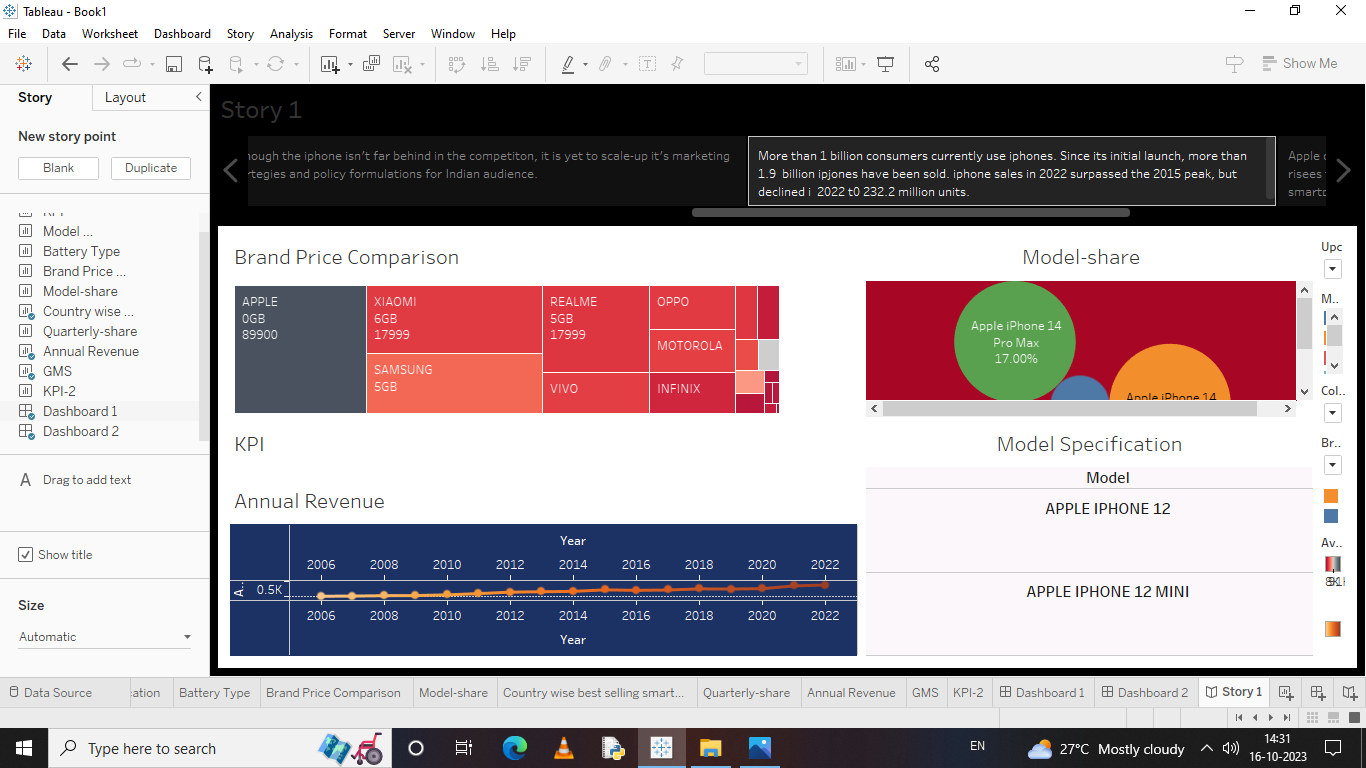 Tableau - Book1
File Data Worksheet Dashboard Story Analysis Format Server Window Help
Show Me
Story Layout
New story point
Blank Duplicate
KPI
Model ...
Battery Type
Brand Price ...
Model-share
Country wise ...
Quarterly-share
Annual Revenue
GMS
KPI-2
Dashboard 1
Dashboard 2
A Drag to add text
Show title
Size
Automatic
Story 1
hough the iphone isn't far behind in the competiton, it is yet to scale-up it's marketing
rtegies and policy formulations for Indian audience.
More than 1 billion consumers currently use iphones. Since its initial launch, more than
1.9 billion ipjones have been sold. iphone sales in 2022 surpassed the 2015 peak, but
declined i 2022 t0 232.2 million units.
Apple
risees
smart
Brand Price Comparison
APPLE
0GB
89900
XIAOMI
6GB
17999
SAMSUNG
5GB
REALME
5GB
17999
VIVO
OPPO
MOTOROLA
INFINIX
Model-share
Apple iPhone 14
Pro Max
17.00%
Apple iPhone 14
KPI
Annual Revenue
Year
2006 2008 2010 2012 2014 2016 2018 2020 2022
A.. 0.5K
2006 2008 2010 2012 2014 2016 2018 2020 2022
Year
Model Specification
Model
APPLE IPHONE 12
APPLE IPHONE 12 MINI
Upc
M..
Col..
Br..
Av..
Data Source cation Battery Type Brand Price Comparison Model-share Country wise best selling smart... Quarterly-share Annual Revenue GMS KPI-2 Dashboard 1 Dashboard 2 Story 1
Type here to search
EN
27°C Mostly cloudy
14:31
16-10-2023